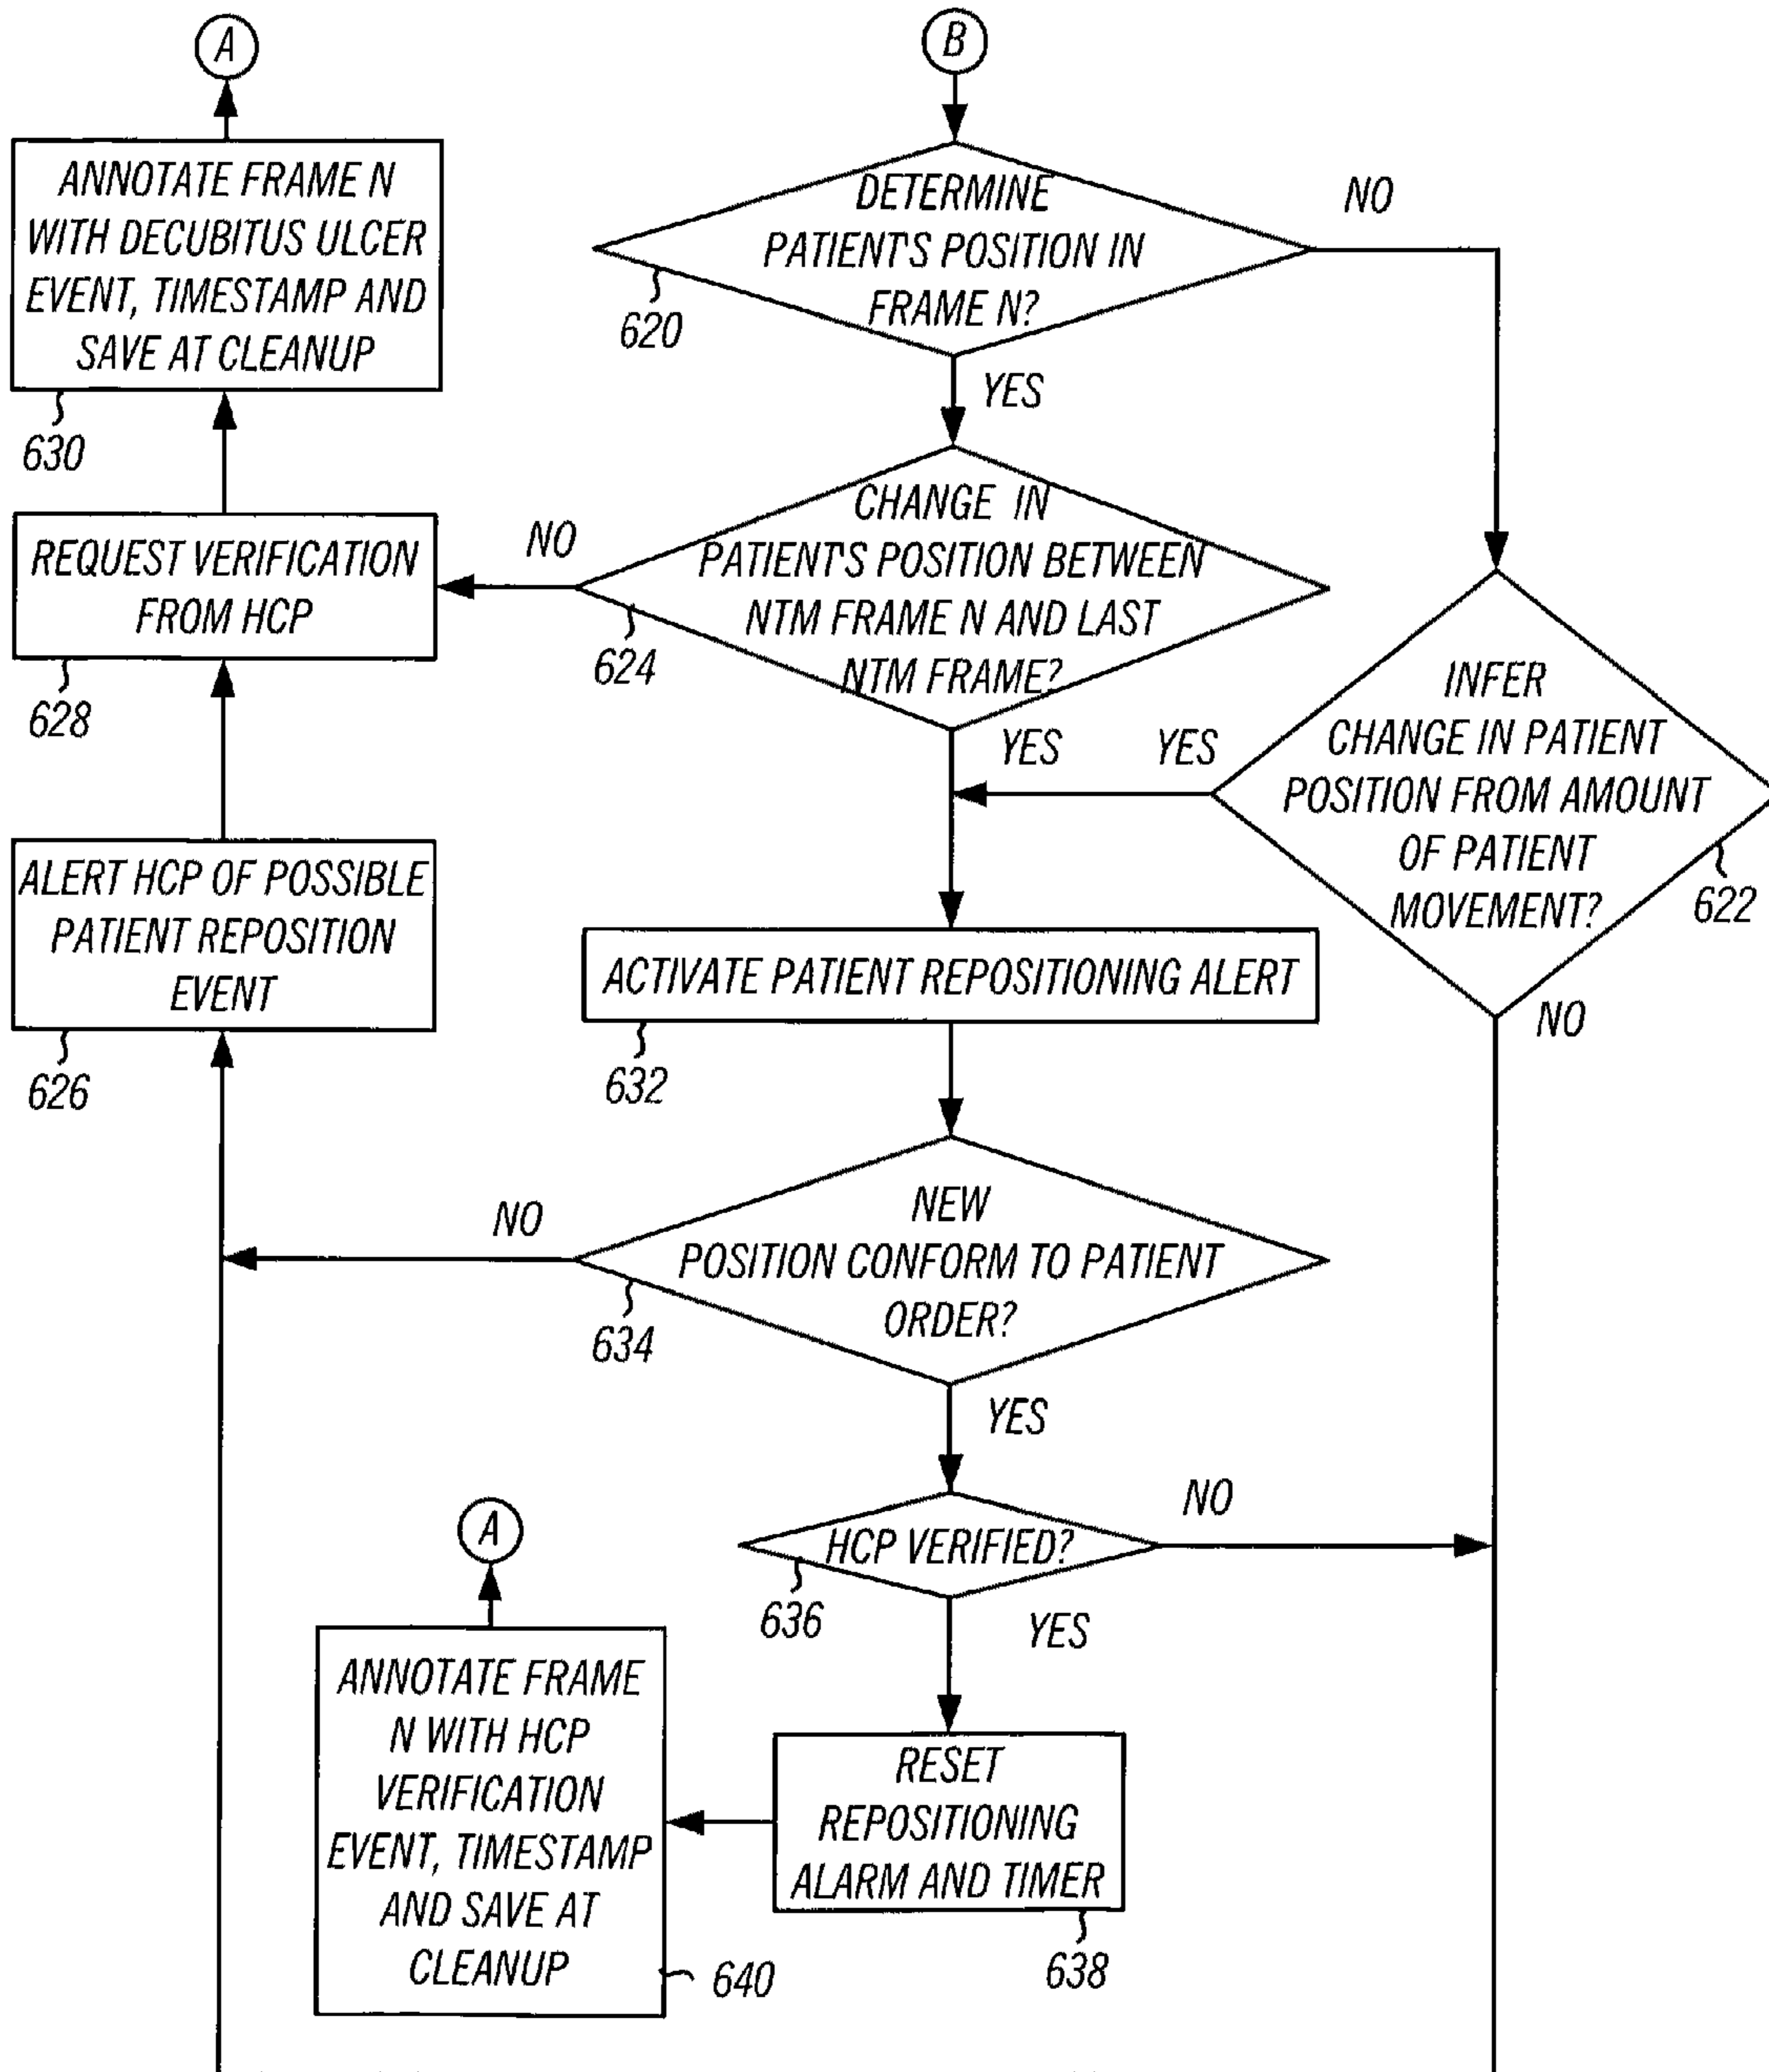 A
ANNOTATE FRAME N
WITH DECUBITUS ULCER
EVENT, TIMESTAMP AND
SAVE AT CLEANUP
630
REQUEST VERIFICATION
FROM HCP
628
ALERT HCP OF POSSIBLE
PATIENT REPOSITION
EVENT
626
B
DETERMINE
PATIENT'S POSITION IN
FRAME N?
620
NO
YES
CHANGE IN
PATIENT'S POSITION BETWEEN
NTM FRAME N AND LAST
NTM FRAME?
624
NO
YES
YES
INFER
CHANGE IN PATIENT
POSITION FROM AMOUNT
OF PATIENT
MOVEMENT?
622
NO
ACTIVATE PATIENT REPOSITIONING ALERT
632
NEW
POSITION CONFORM TO PATIENT
ORDER?
634
NO
YES
HCP VERIFIED?
636
NO
YES
RESET
REPOSITIONING
ALARM AND TIMER
638
A
ANNOTATE FRAME
N WITH HCP
VERIFICATION
EVENT, TIMESTAMP
AND SAVE AT
CLEANUP
640